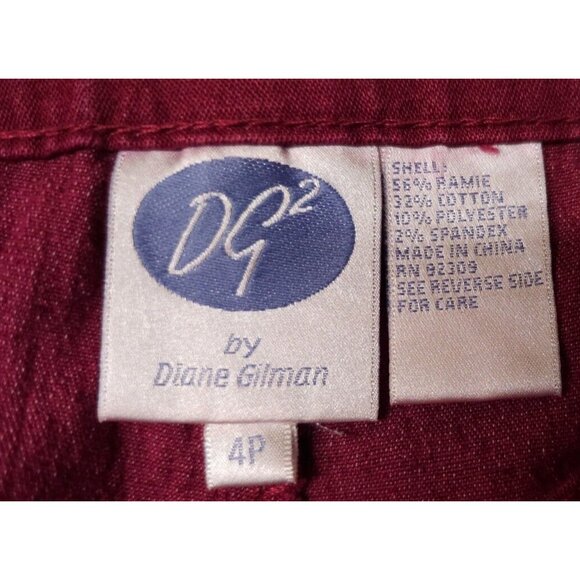 DG2
by
Diane Gilman
4P
SHELL:
56% RAMIE
32% COTTON
10% POLYESTER
2% SPANDEX
MADE IN CHINA
RN 92309
SEE REVERSE SIDE
FOR CARE